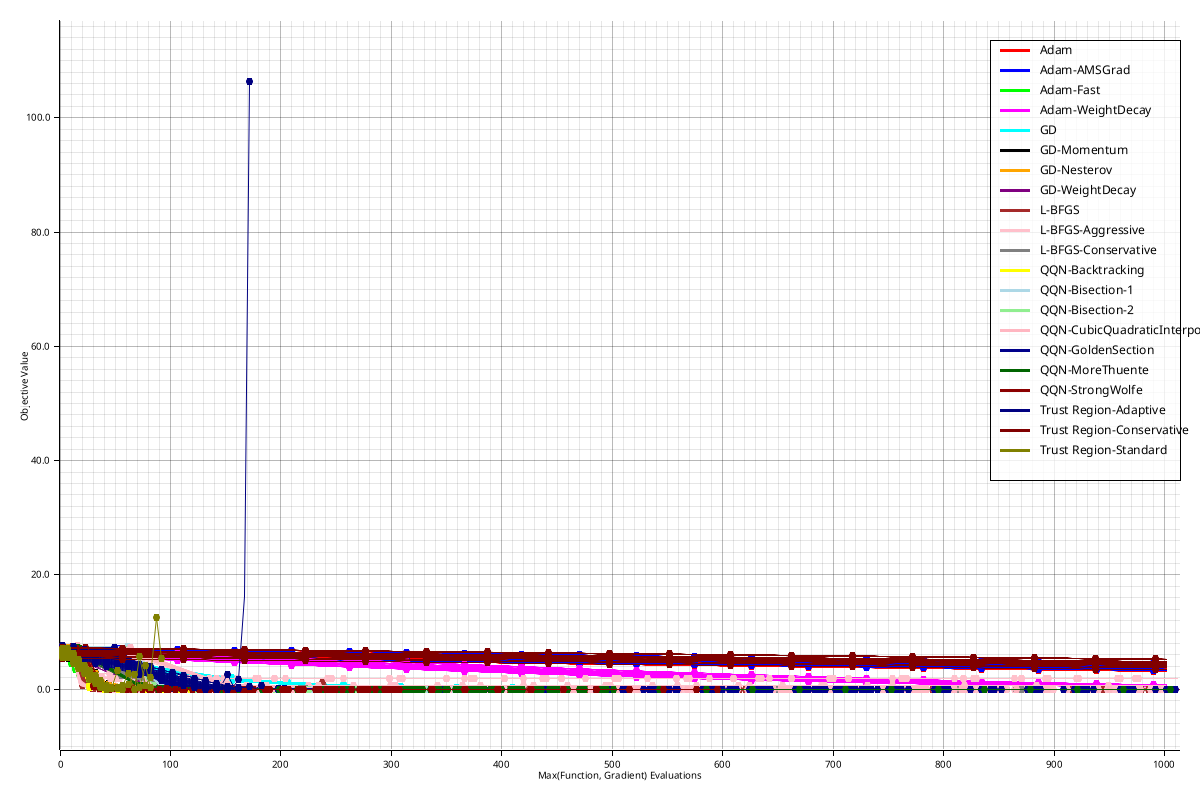 100.0
80.0
60.0
40.0
20.0
0.0
Objective Value
0 100 200 300 400 500 600 700 800 900 1000
Max(Function, Gradient) Evaluations
Adam
Adam-AMSGrad
Adam-Fast
Adam-WeightDecay
GD
GD-Momentum
GD-Nesterov
GD-WeightDecay
L-BFGS
L-BFGS-Aggressive
L-BFGS-Conservative
QQN-Backtracking
QQN-Bisection-1
QQN-Bisection-2
QQN-CubicQuadraticInterpo
QQN-GoldenSection
QQN-MoreThuente
QQN-StrongWolfe
Trust Region-Adaptive
Trust Region-Conservative
Trust Region-Standard